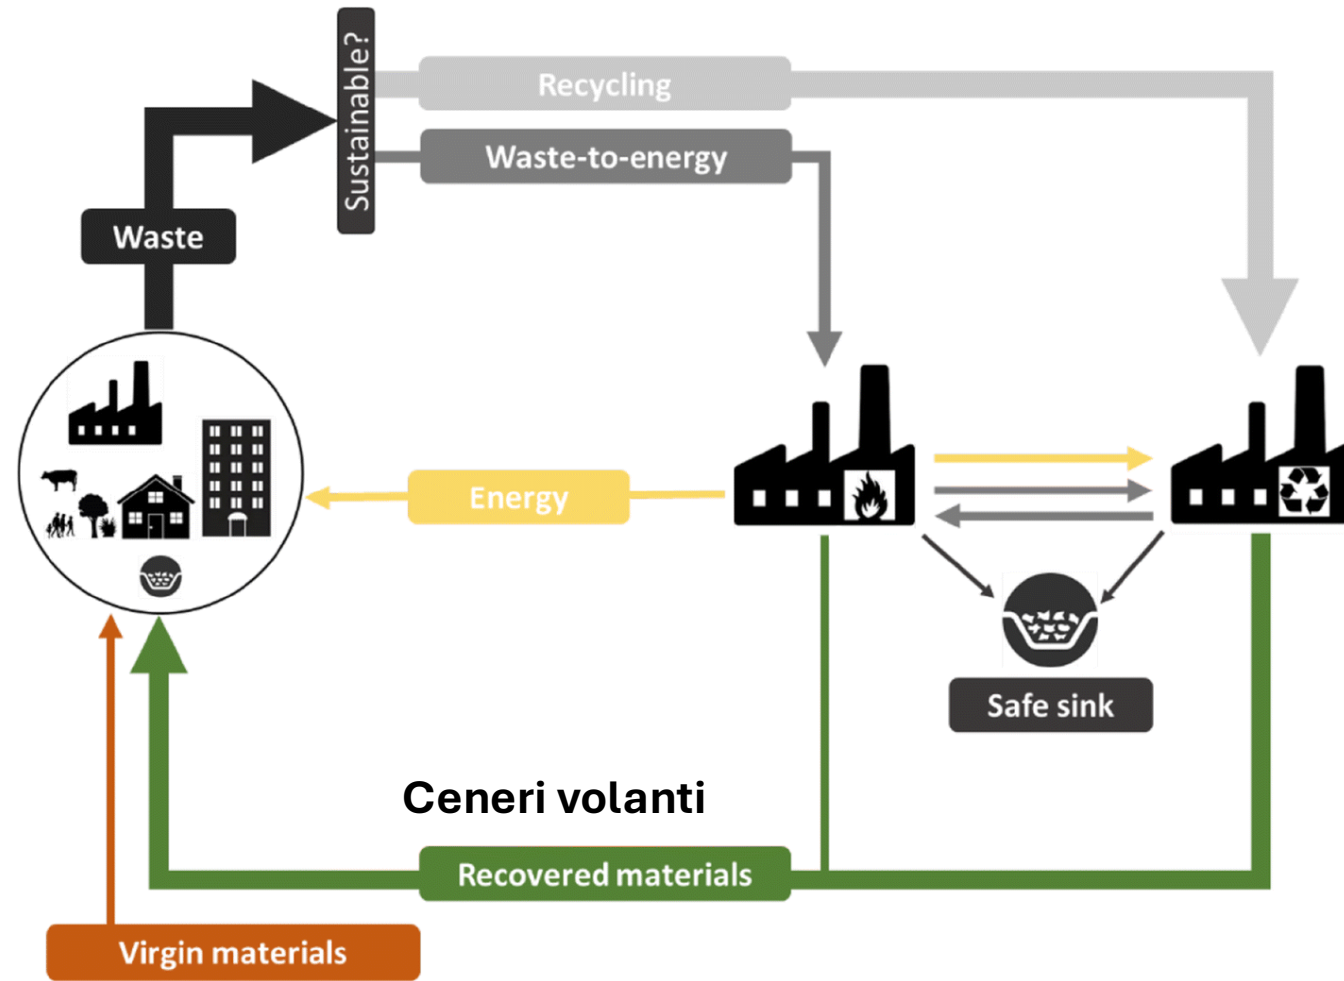 Sustainable?
Recycling
Waste-to-energy
Waste
Energy
Safe sink
Ceneri volanti
Recovered materials
Virgin materials